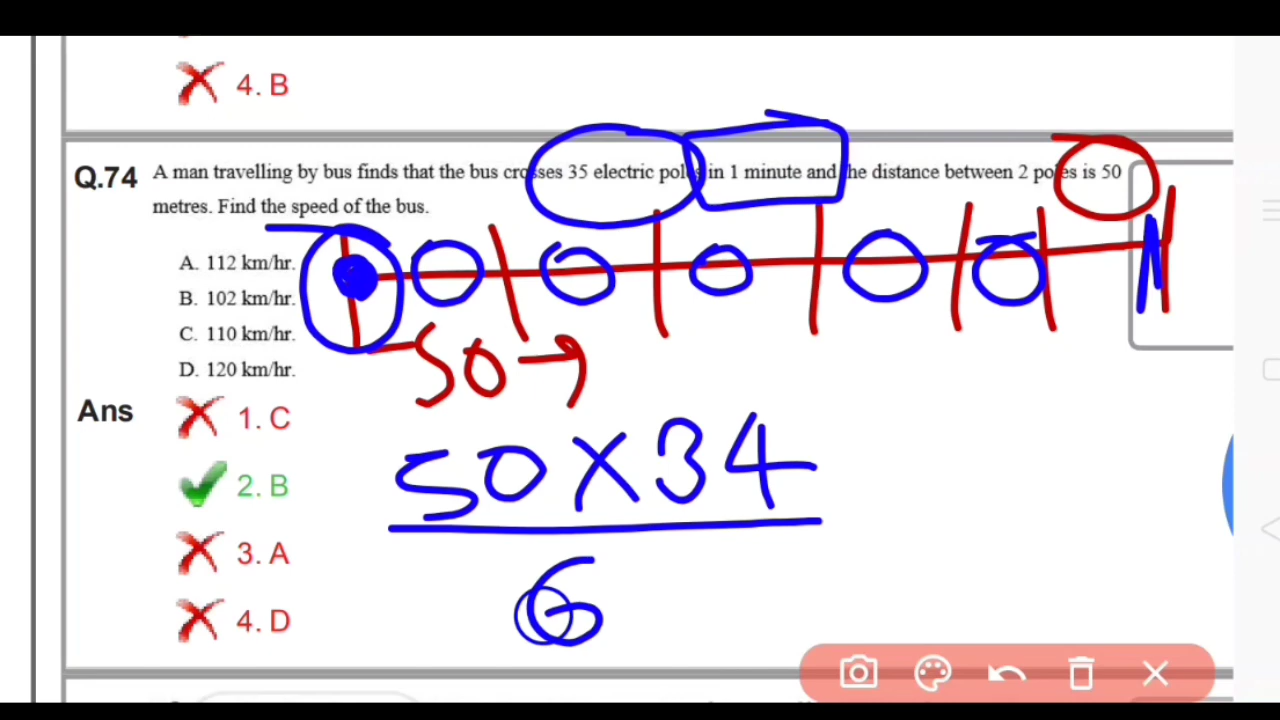 4. B
Q.74 A man travelling by bus finds that the bus crosses 35 electric poles in 1 minute and the distance between 2 poles is 50
metres. Find the speed of the bus.
A. 112 km/hr.
B. 102 km/hr.
C. 110 km/hr.
D. 120 km/hr.
50
Ans 1. C
50 X 34
2. B
3. A
6
4. D